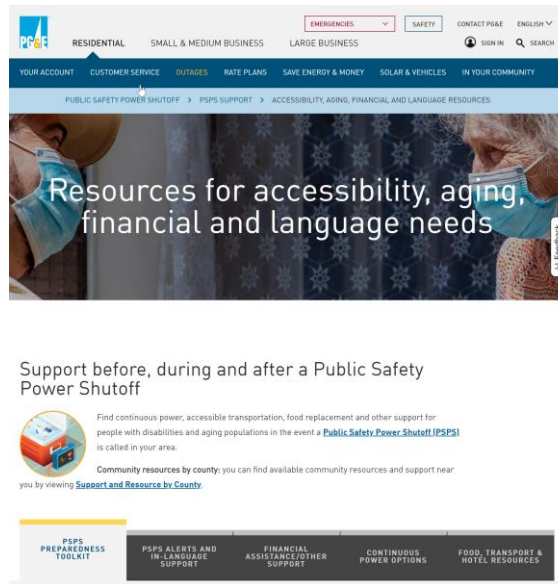 EMERGENCIES SAFETY CONTACT PG&E ENGLISH
PG&E RESIDENTIAL SMALL & MEDIUM BUSINESS LARGE BUSINESS SIGN IN SEARCH
YOUR ACCOUNT CUSTOMER SERVICE OUTAGES RATE PLANS SAVE ENERGY & MONEY SOLAR & VEHICLES IN YOUR COMMUNITY
PUBLIC SAFETY POWER SHUTOFF > PSPS SUPPORT > ACCESSIBILITY, AGING, FINANCIAL AND LANGUAGE RESOURCES
Resources for accessibility, aging,
financial and language needs
Feedback
Support before, during and after a Public Safety
Power Shutoff
Find continuous power, accessible transportation, food replacement and other support for
people with disabilities and aging populations in the event a Public Safety Power Shutoff (PSPS)
is called in your area.
Community resources by county: you can find available community resources and support near
you by viewing Support and Resource by County.
PSPS
PREPAREDNESS
TOOLKIT
PSPS ALERTS AND
IN-LANGUAGE
SUPPORT
FINANCIAL
ASSISTANCE/OTHER
SUPPORT
CONTINUOUS
POWER OPTIONS
FOOD, TRANSPORT &
HOTEL RESOURCES